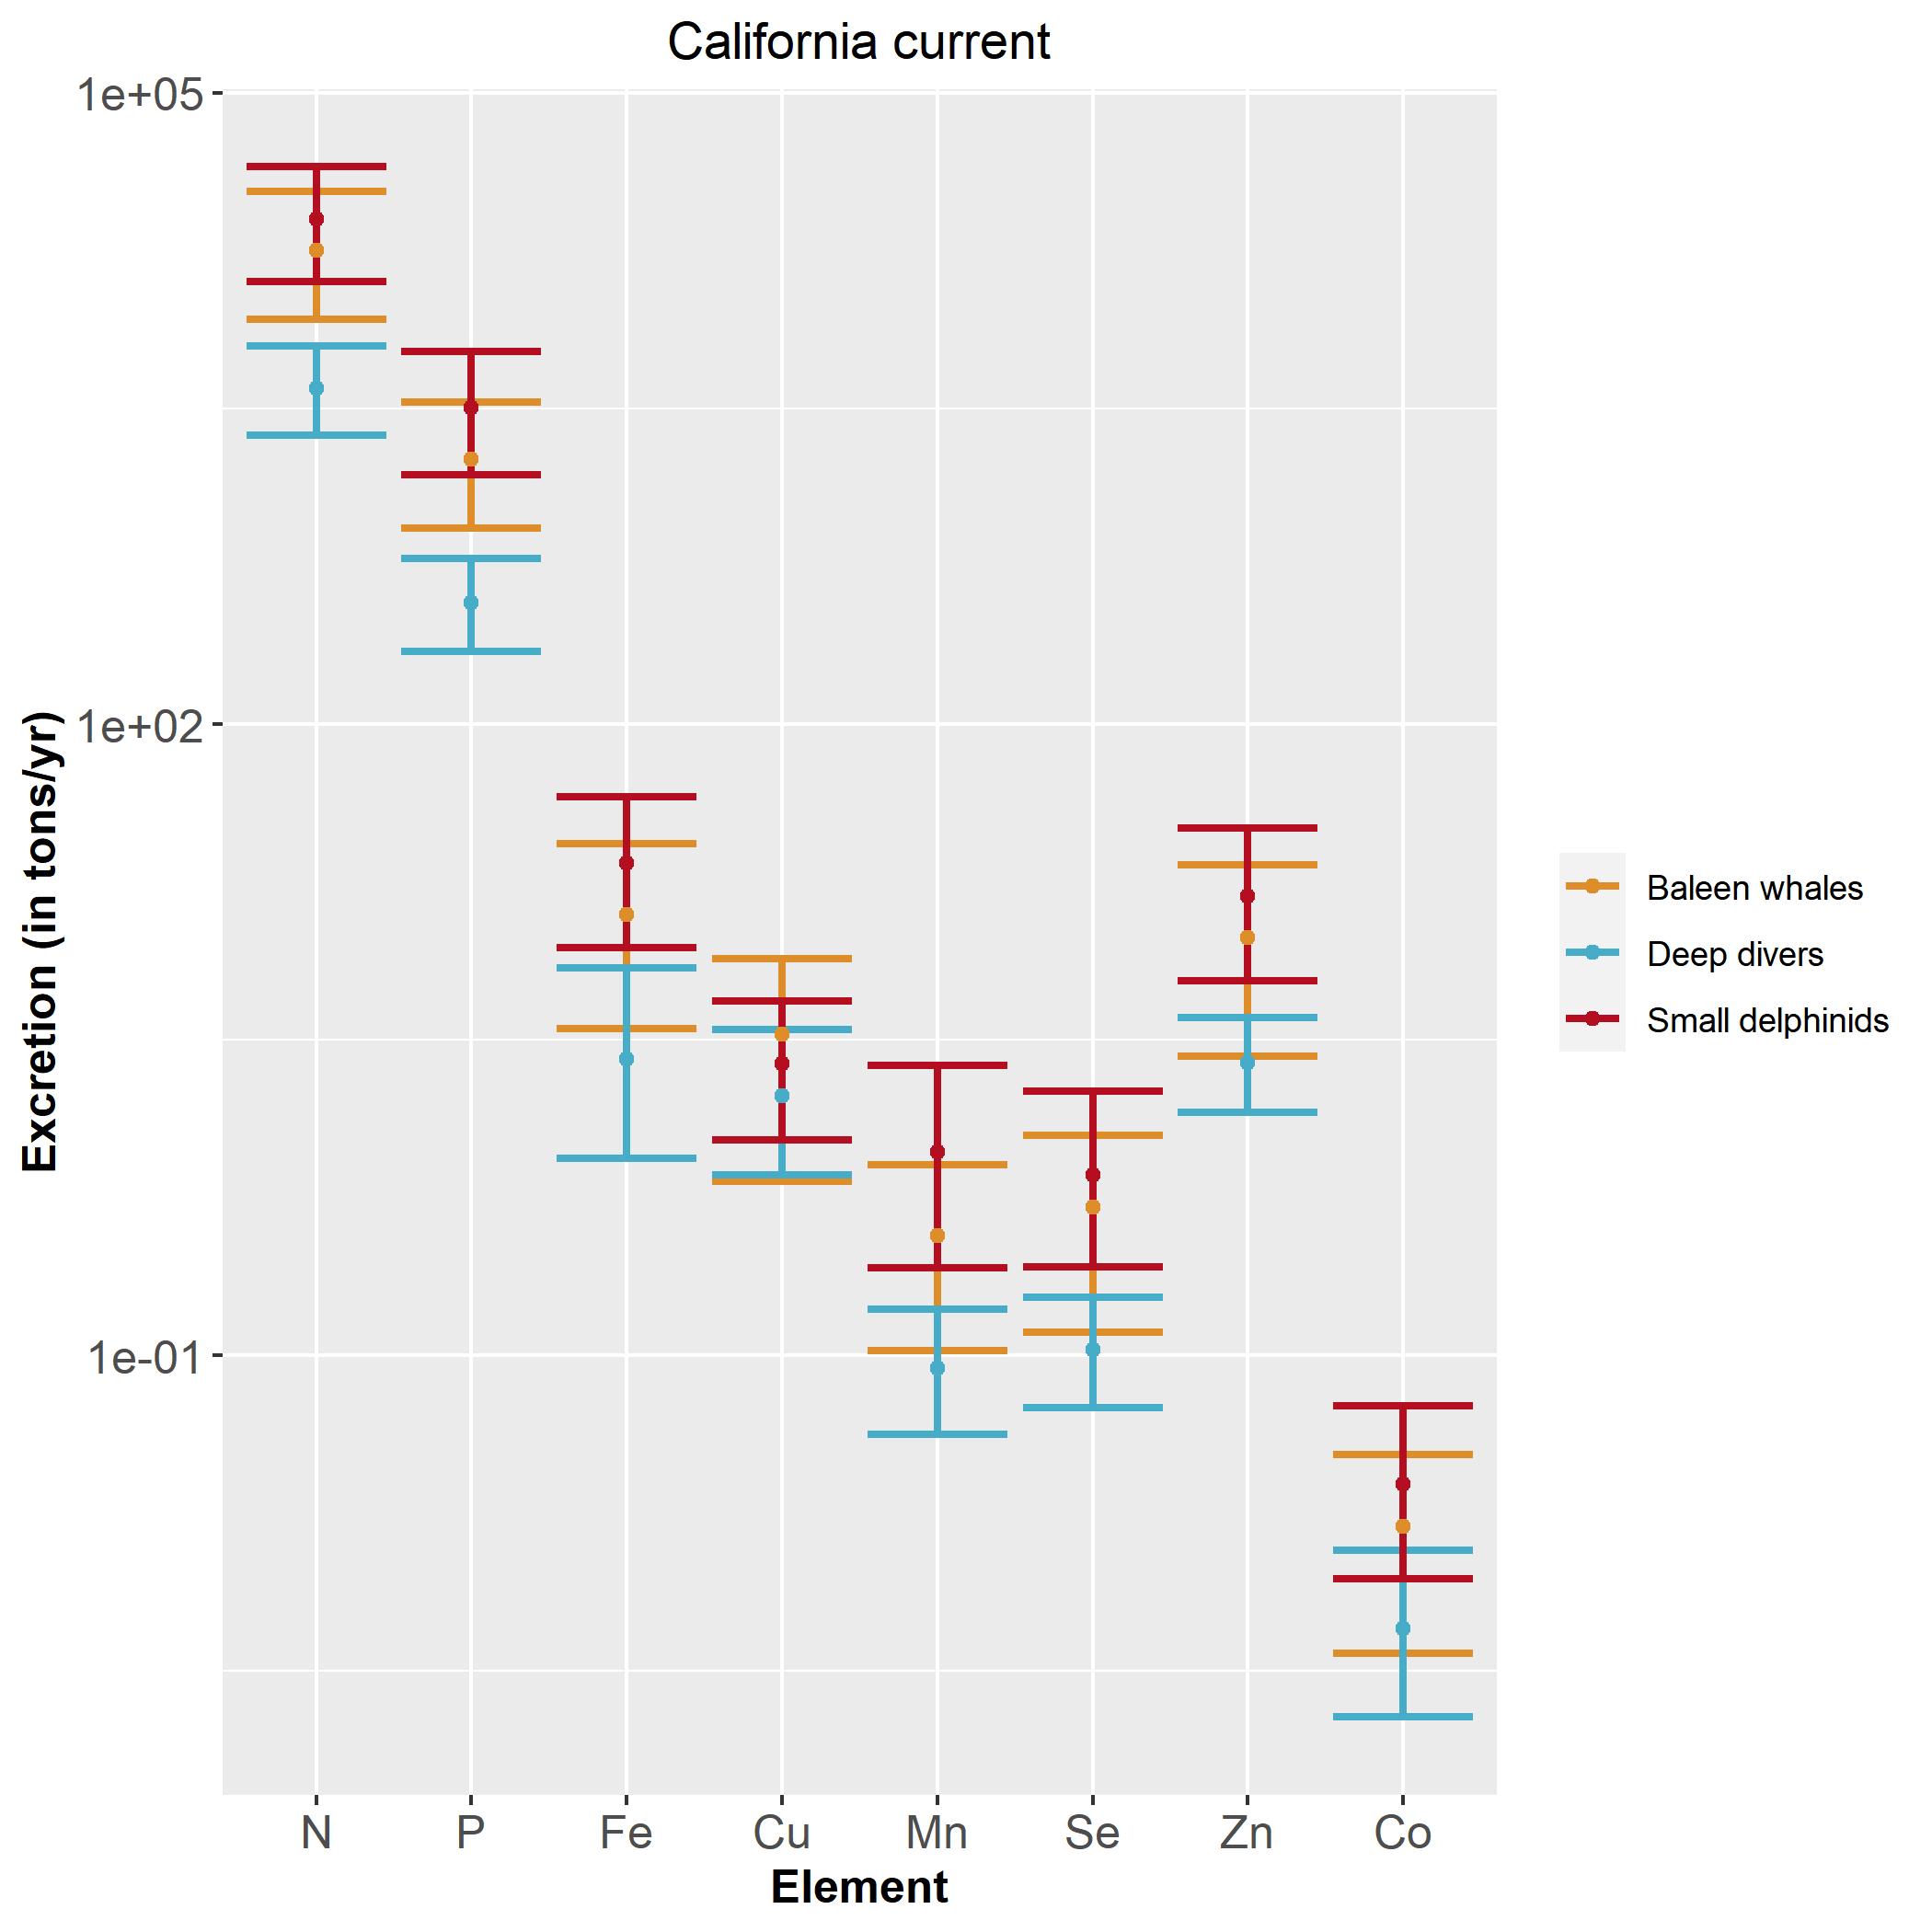 California current
1e+05
1e+02
1e-01
Excretion (in tons/yr)
N P Fe Cu Mn Se Zn Co
Element
Baleen whales
Deep divers
Small delphinids